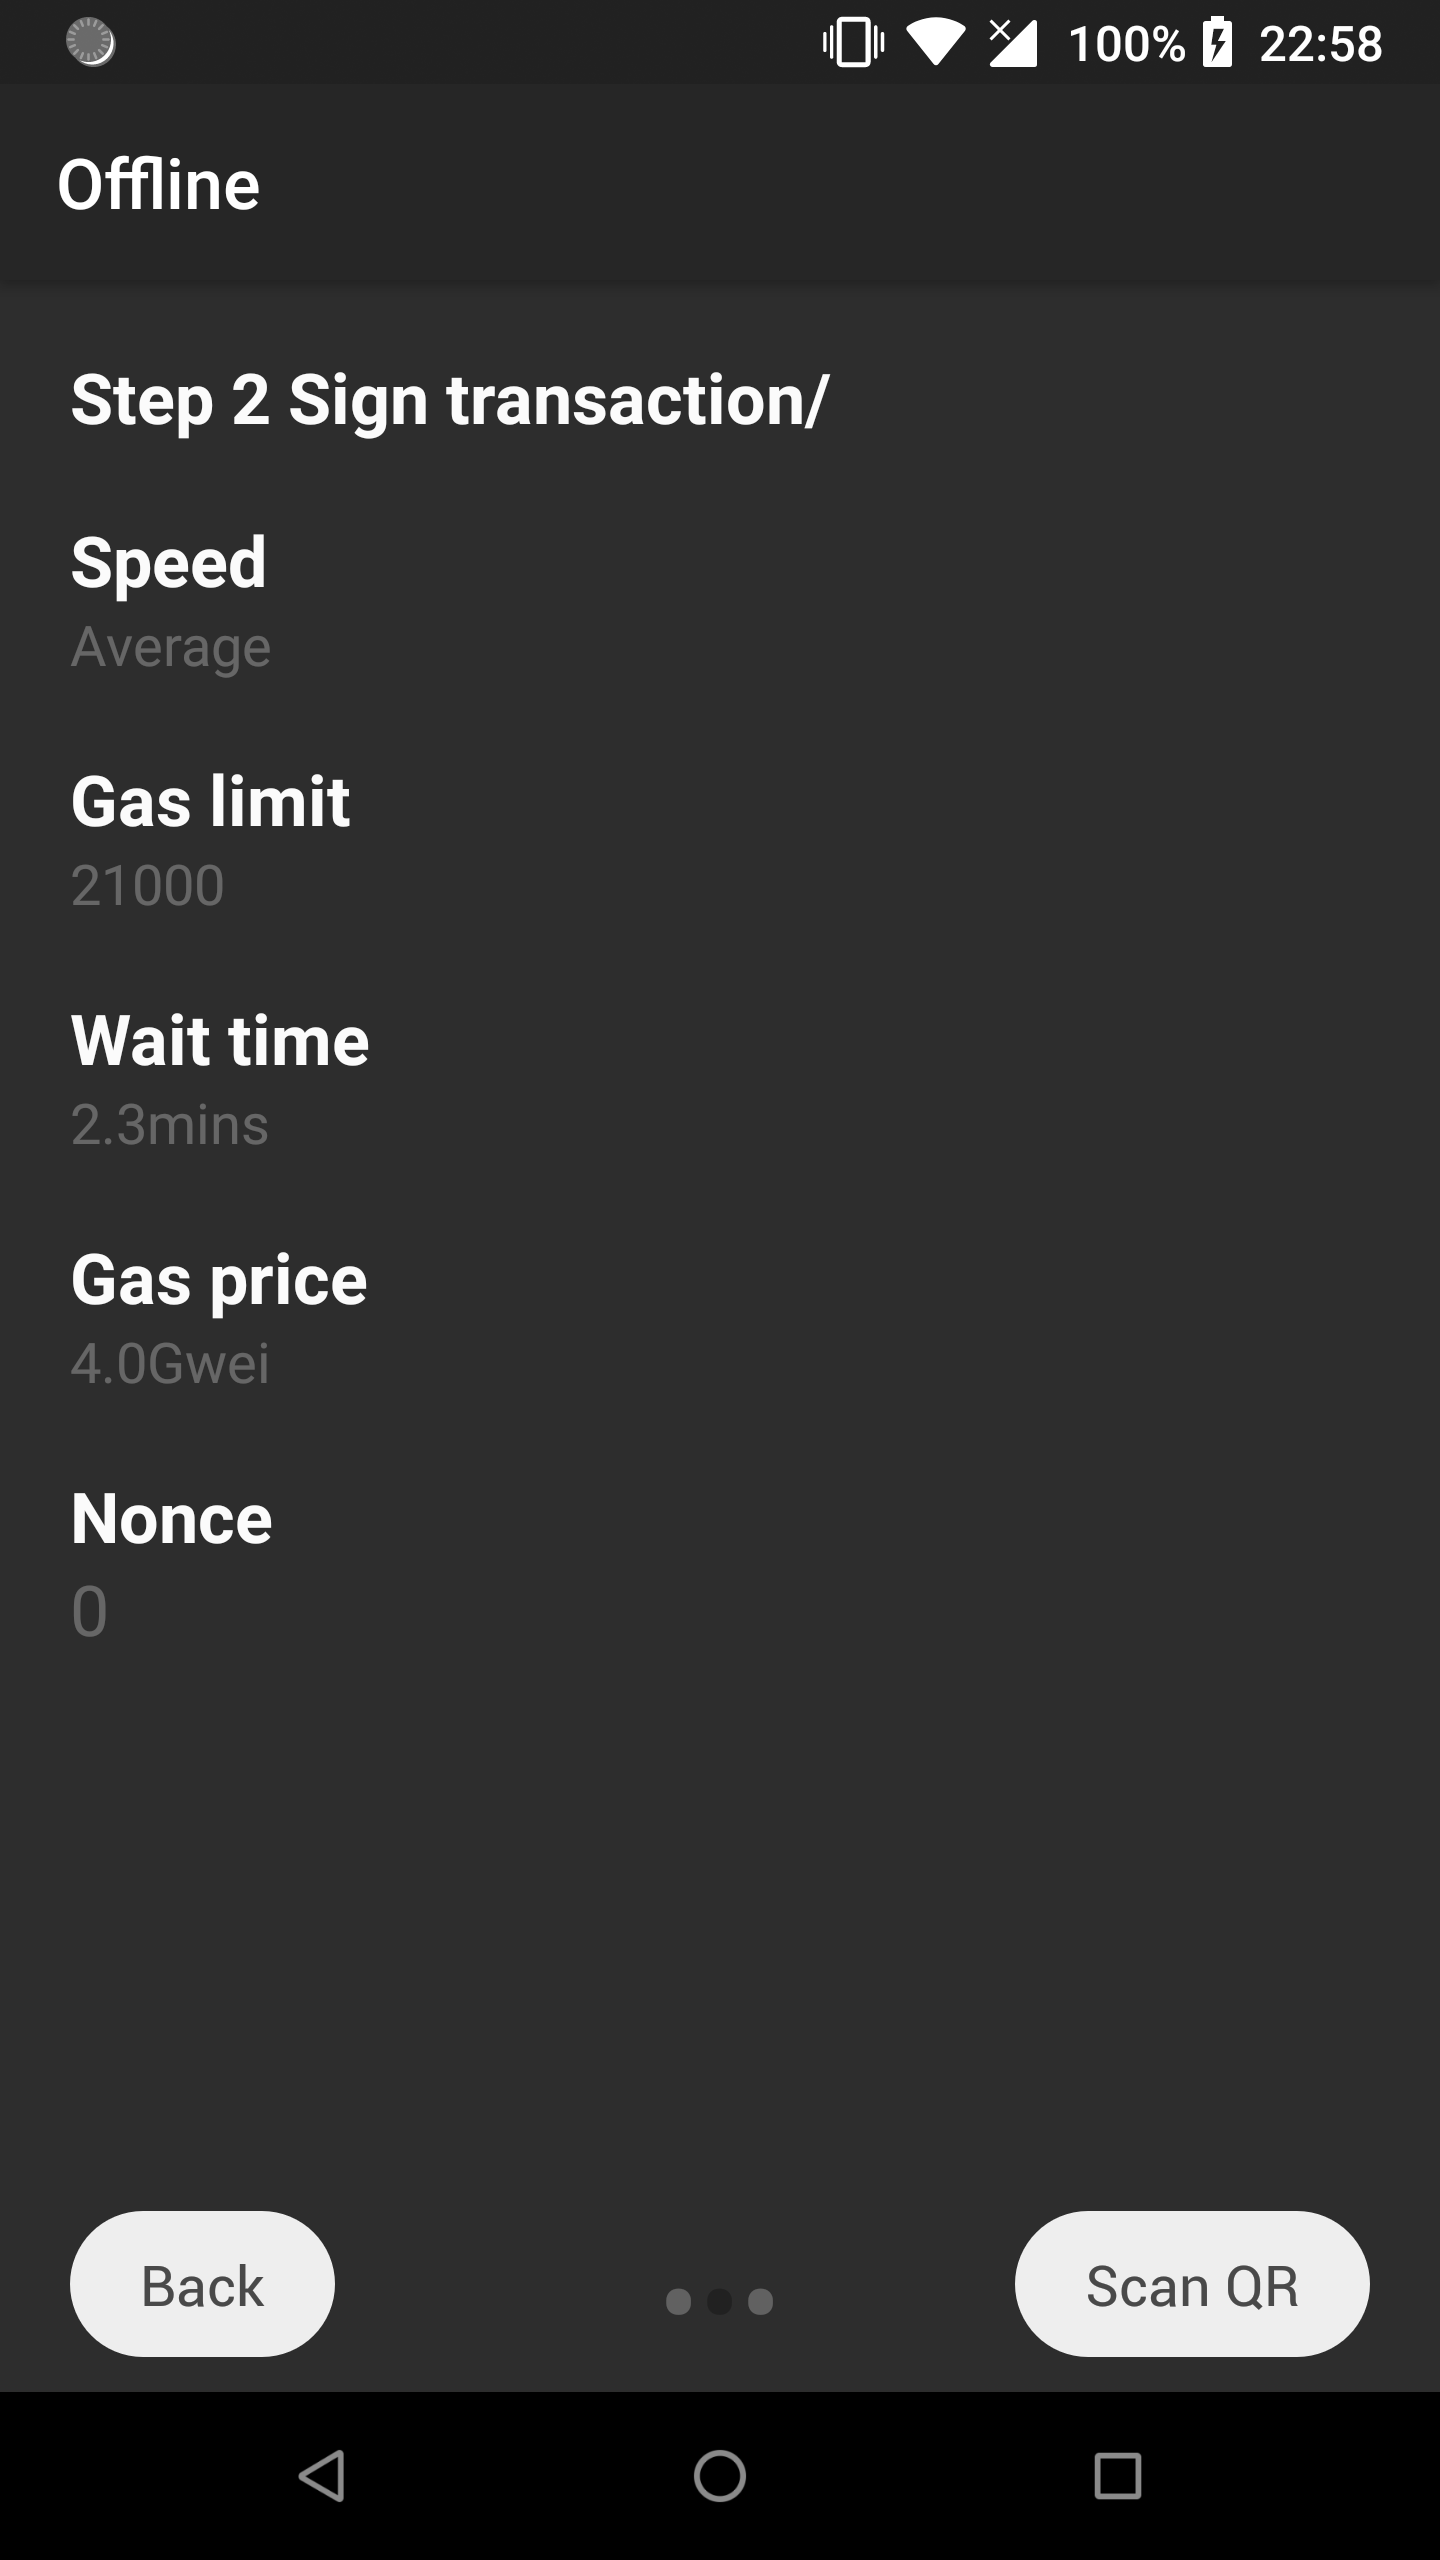 100% 22:58
Offline
Step 2 Sign transaction/
Speed
Average
Gas limit
21000
Wait time
2.3mins
Gas price
4.0Gwei
Nonce
0
Back
Scan QR